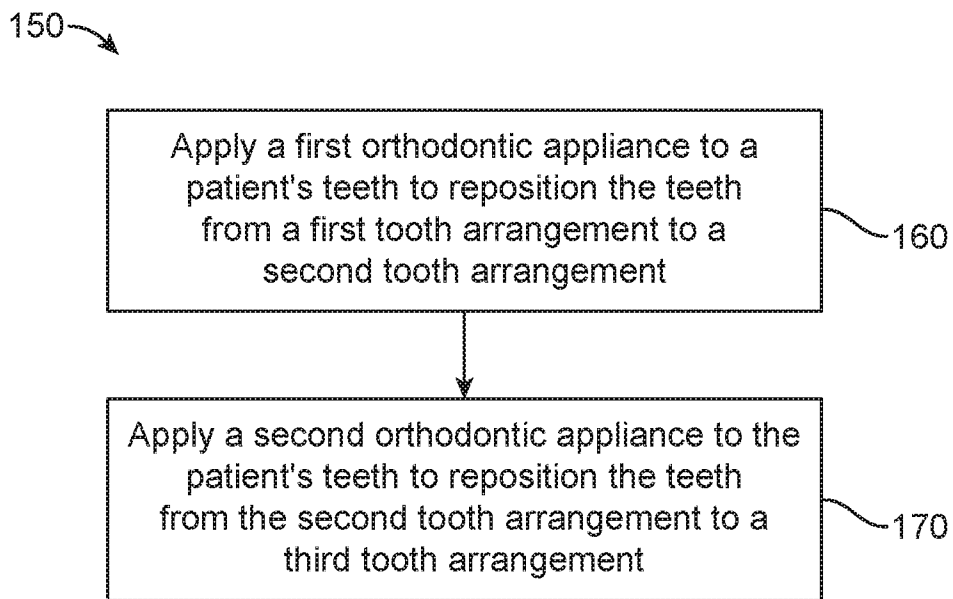 150
Apply a first orthodontic appliance to a
patient's teeth to reposition the teeth
from a first tooth arrangement to a
second tooth arrangement
160
Apply a second orthodontic appliance to the
patient's teeth to reposition the teeth
from the second tooth arrangement to a
third tooth arrangement
170